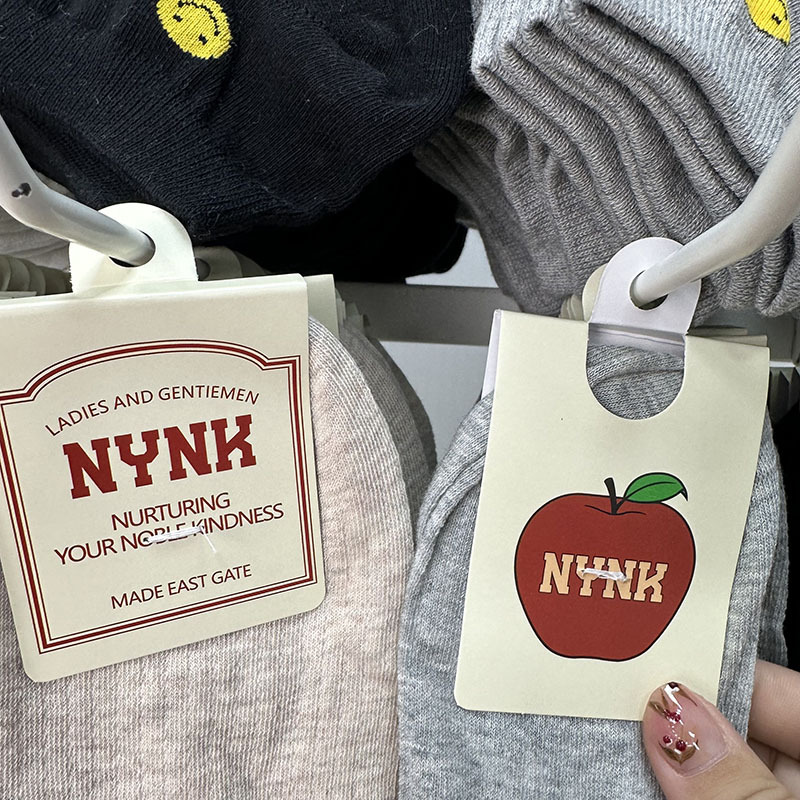 LADIES AND GENTIEMEN
NYNK
NURTURING
YOUR NOBLE KINDNESS
MADE EAST GATE
NYNK